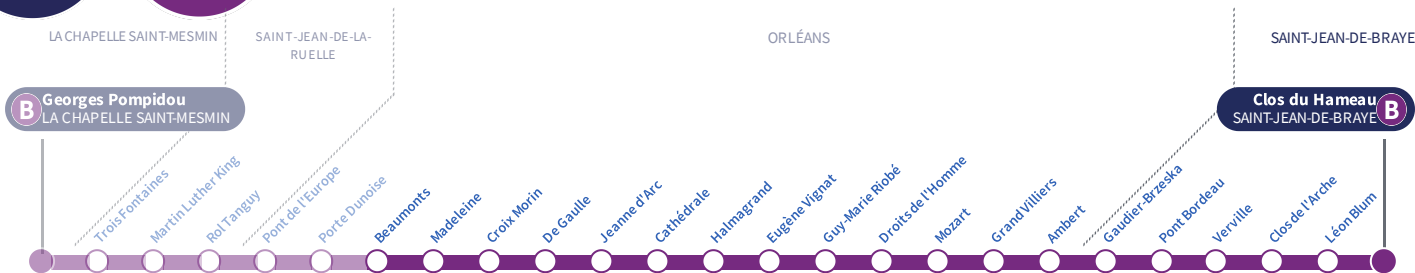 LA CHAPELLE SAINT-MESMIN
SAINT-JEAN-DE-LA-
RUELLE
ORLÉANS
SAINT-JEAN-DE-BRAYE
B
Georges Pompidou
LA CHAPELLE SAINT-MESMIN
Clos du Hameau
SAINT-JEAN-DE-BRAYE
B
Trois Fontaines
Martin Luther King
Rol Tanguy
Pont de l'Europe
Porte Dunoise
Beaumonts
Madeleine
Croix Morin
De Gaulle
Jeanne d'Arc
Cathédrale
Halmagrand
Eugène Vignat
Guy-Marie Riobé
Droits de l'Homme
Mozart
Grand Villiers
Ambert
Gaudier-Brzeska
Pont Bordeau
Verville
Clos de l'Arche
Léon Blum